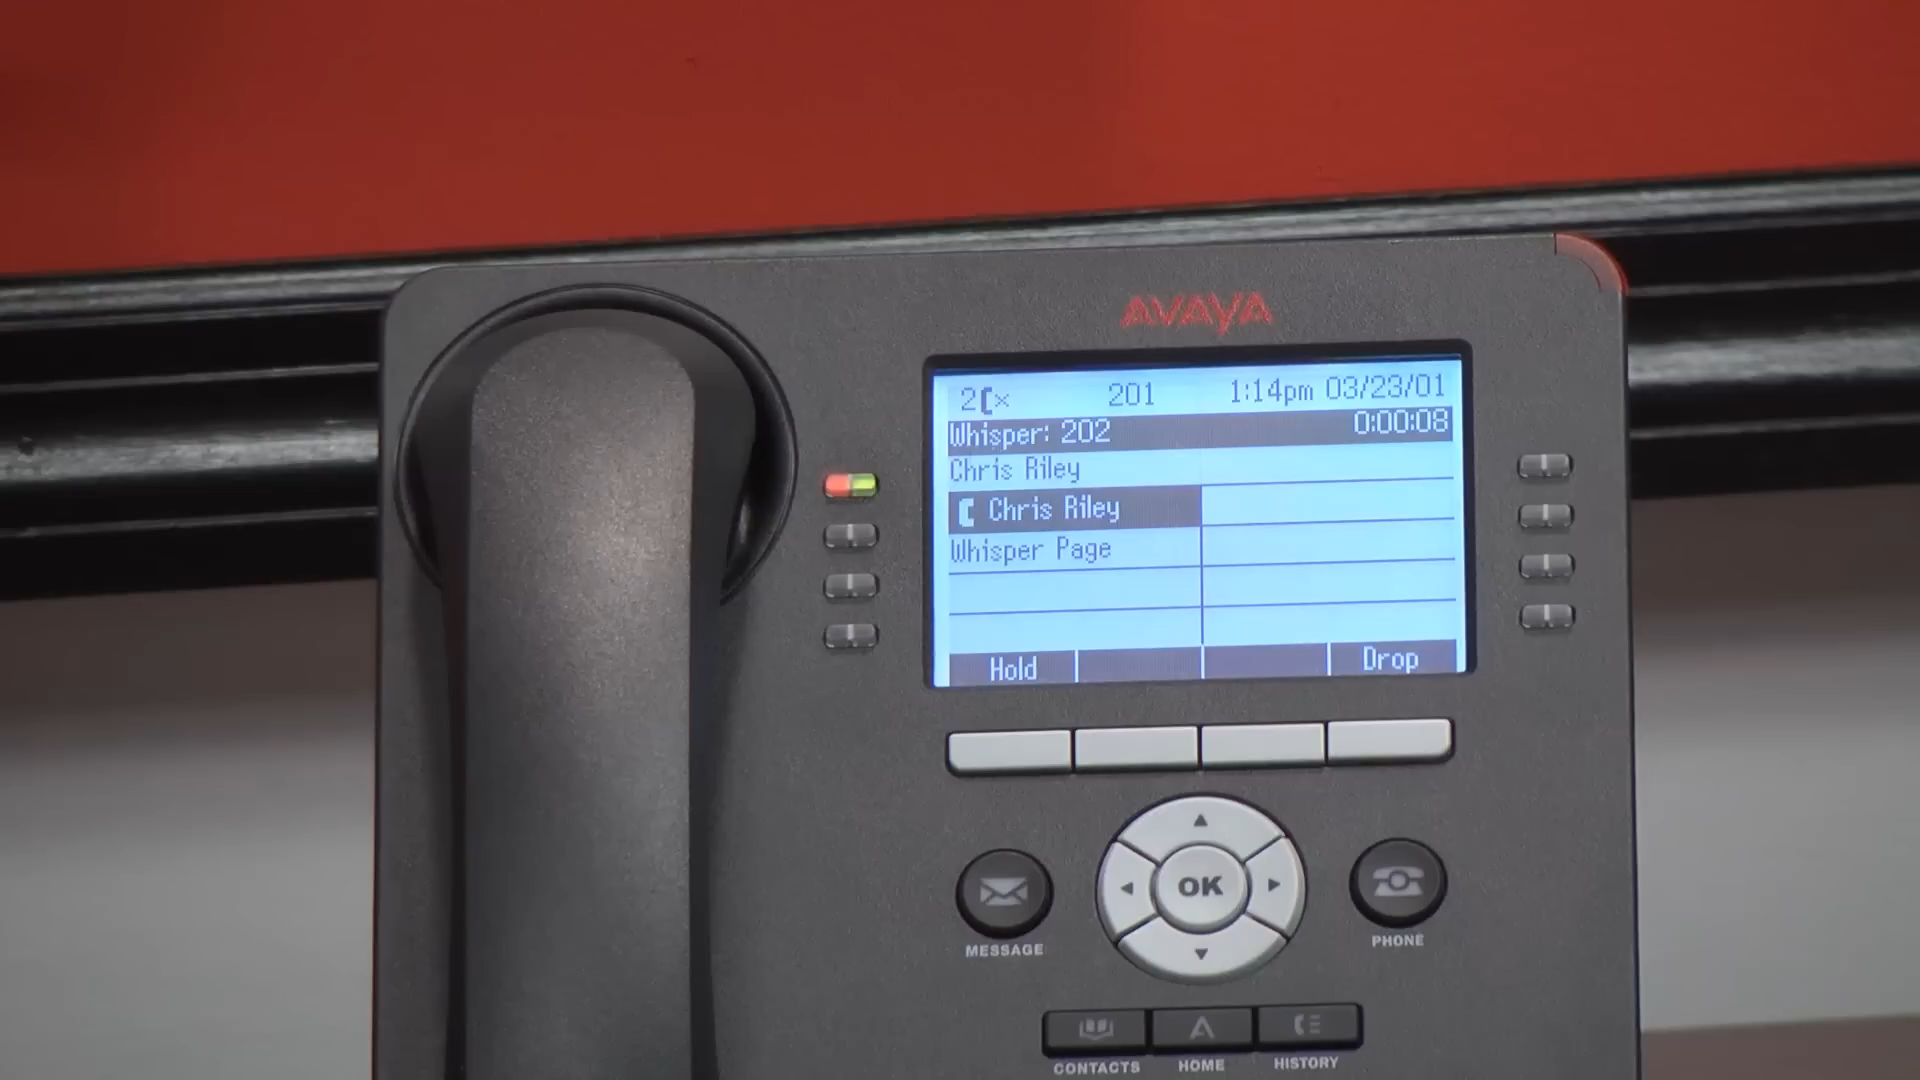 AVAYA
2 201 1:14pm 03/23/01
Whisper: 202 0:00:08
Chris Riley
Chris Riley
Whisper Page
Hold Drop
OK
MESSAGE PHONE
CONTACTS HOME HISTORY